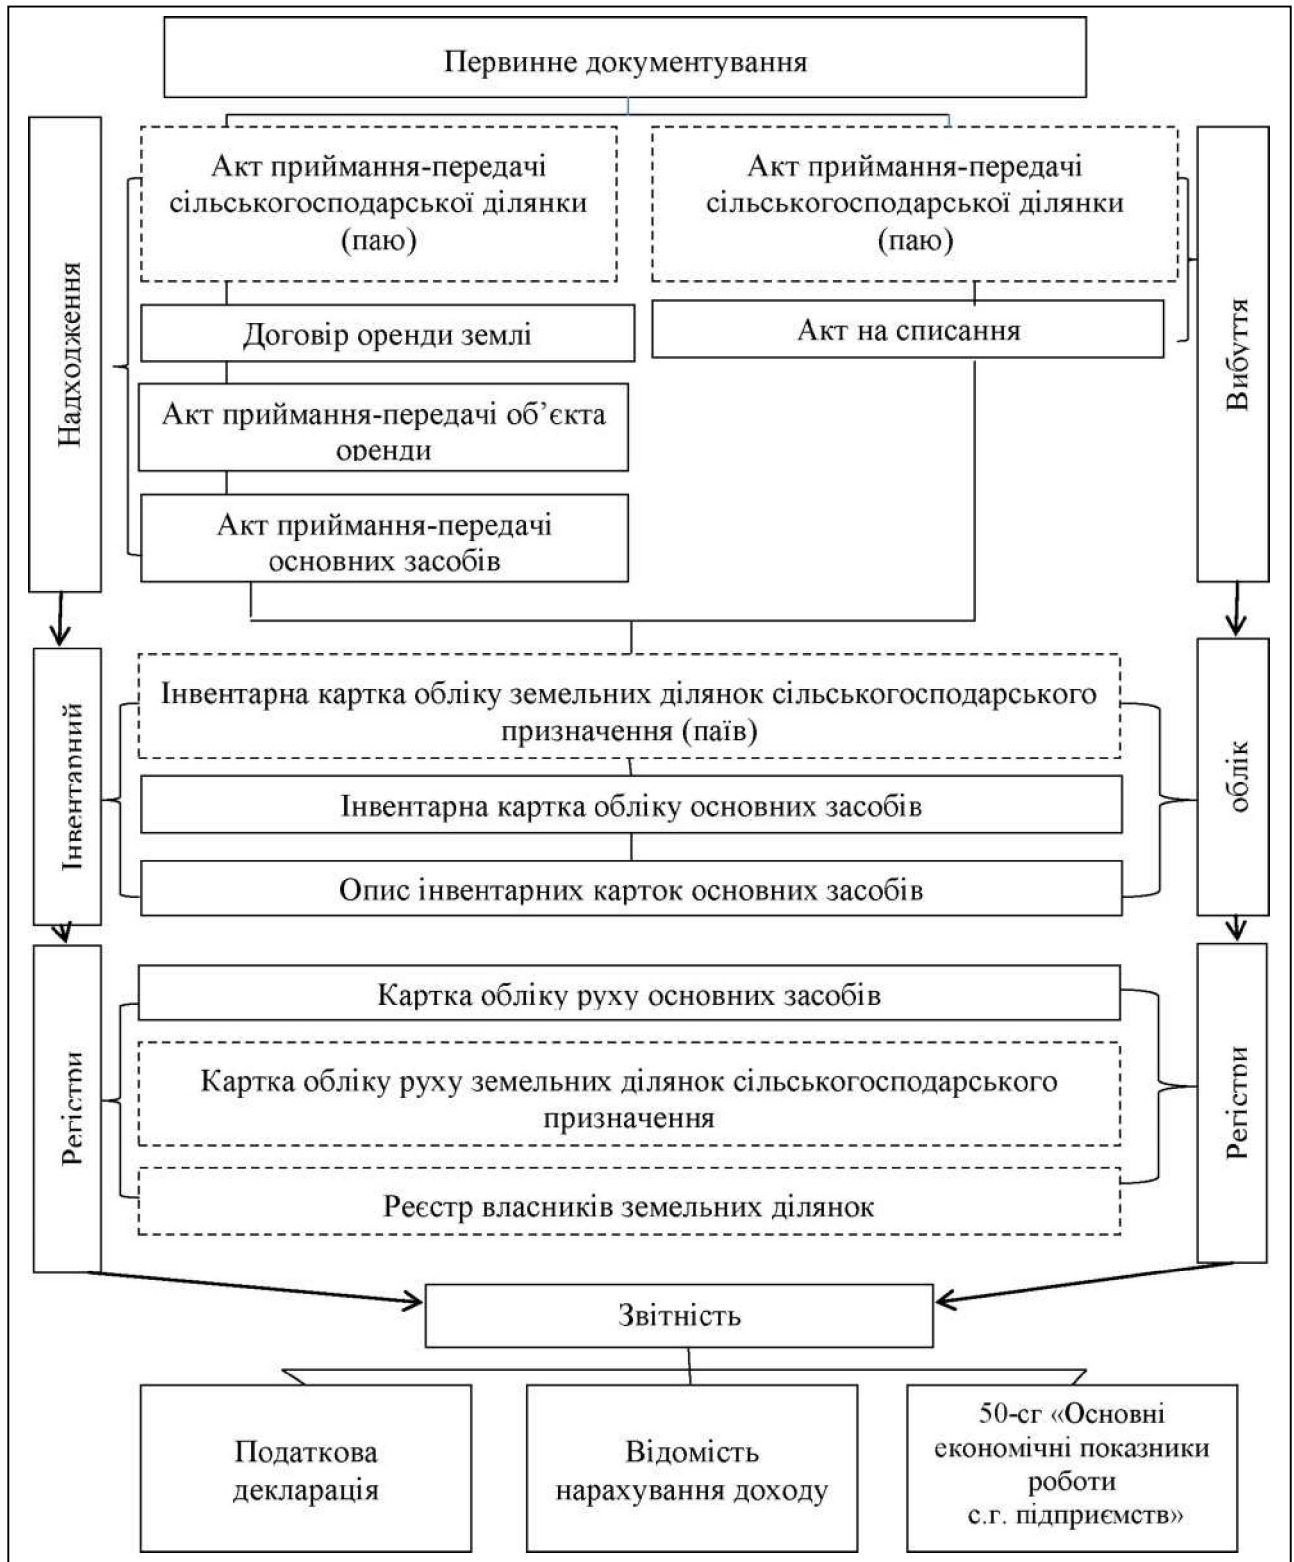 Первинне документування
Надходження
Акт приймання-передачі
сільськогосподарської ділянки
(паю)
Акт приймання-передачі
сільськогосподарської ділянки
(паю)
Вибуття
Договір оренди землі
Акт на списання
Акт приймання-передачі об’єкта
оренди
Акт приймання-передачі
основних засобів
Інвентарний
Інвентарна картка обліку земельних ділянок сільськогосподарського
призначення (паїв)
облік
Інвентарна картка обліку основних засобів
Опис інвентарних карток основних засобів
Регістри
Картка обліку руху основних засобів
Регістри
Картка обліку руху земельних ділянок сільськогосподарського
призначення
Реєстр власників земельних ділянок
Звітність
Податкова
декларація
Відомість
нарахування доходу
50-сг «Основні
економічні показники
роботи
с.г. підприємств»